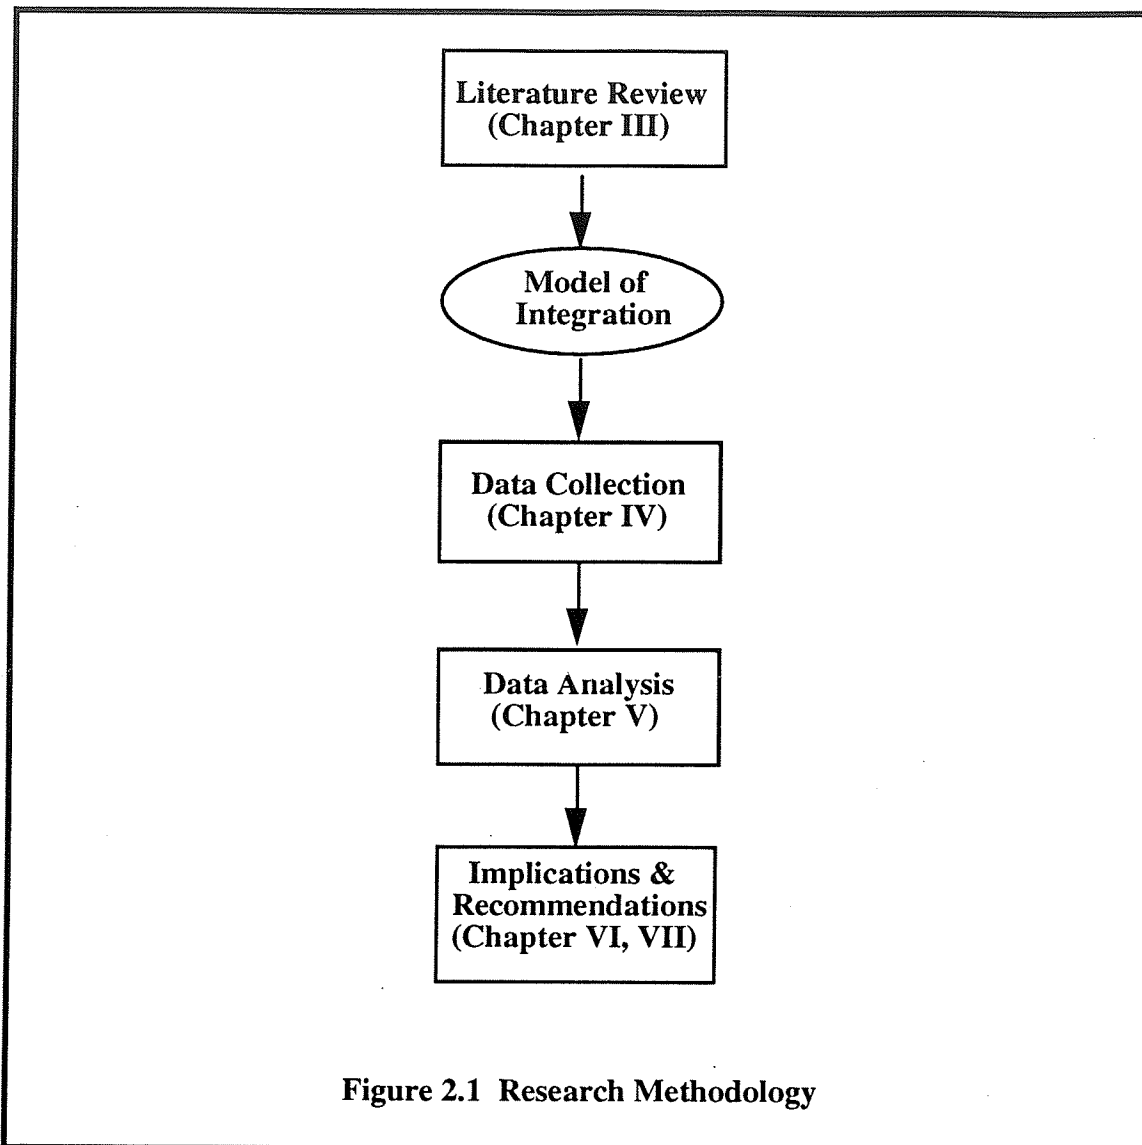 Literature Review
(Chapter III)
Model of
Integration
Data Collection
(Chapter IV)
Data Analysis
(Chapter V)
Implications &
Recommendations
(Chapter VI, VII)
Figure 2.1 Research Methodology